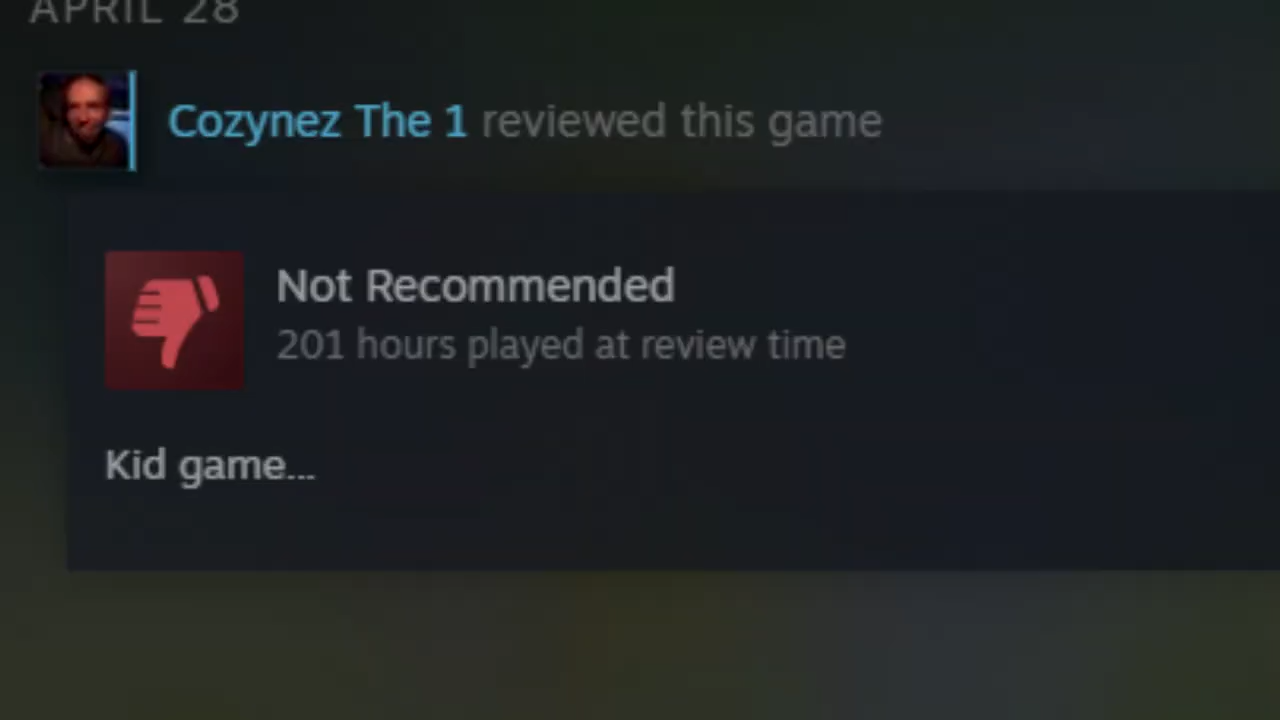 APRIL 28
Cozynez The 1 reviewed this game
Not Recommended
201 hours played at review time
Kid game...